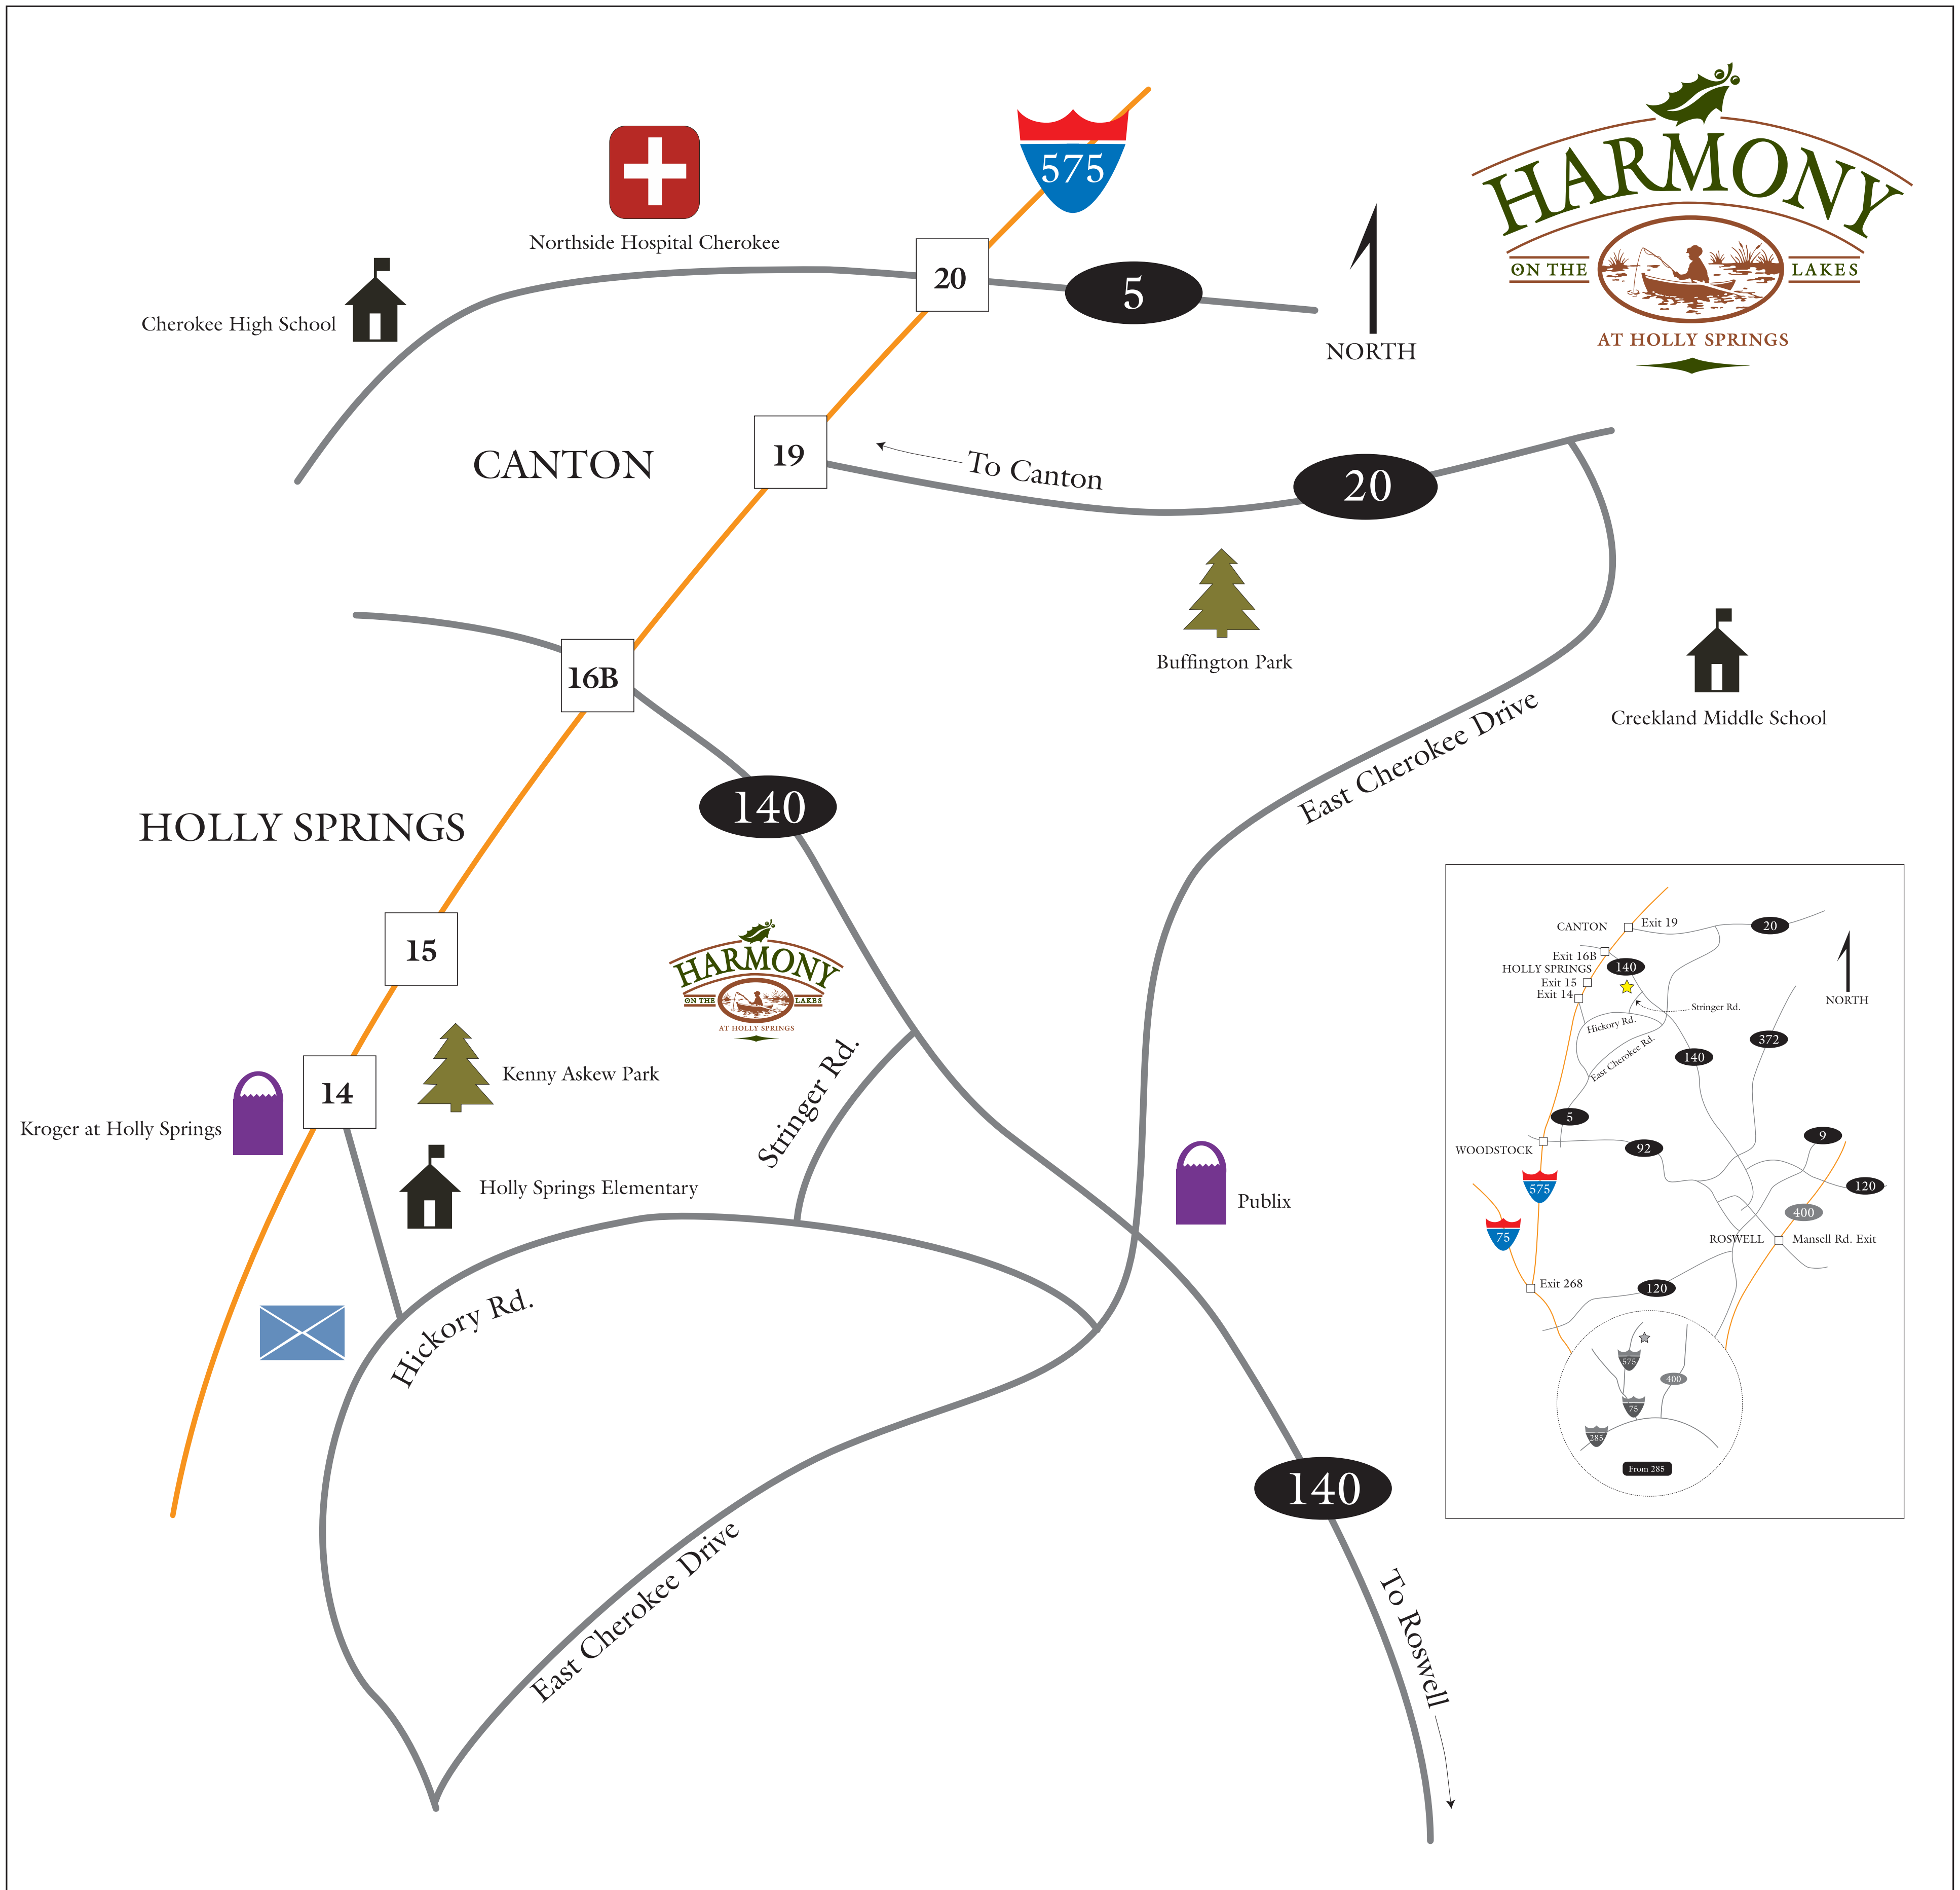 575
HARMONY
ON THE
LAKES
AT HOLLY SPRINGS
Northside Hospital Cherokee
20
5
Cherokee High School
NORTH
CANTON
19
To Canton
20
16B
Buffington Park
Creekland Middle School
East Cherokee Drive
140
HOLLY SPRINGS
15
HARMONY
ON THE
LAKES
AT HOLLY SPRINGS
Stringer Rd.
Kenny Askew Park
14
Kroger at Holly Springs
Holly Springs Elementary
Publix
Hickory Rd.
140
East Cherokee Drive
To Roswell
CANTON
Exit 19
20
Exit 16B
HOLLY SPRINGS
140
Exit 15
Exit 14
NORTH
Stringer Rd.
Hickory Rd.
372
East Cherokee Rd.
140
5
9
WOODSTOCK
92
575
120
400
75
ROSWELL
Mansell Rd. Exit
Exit 268
120
575
400
75
285
From 285